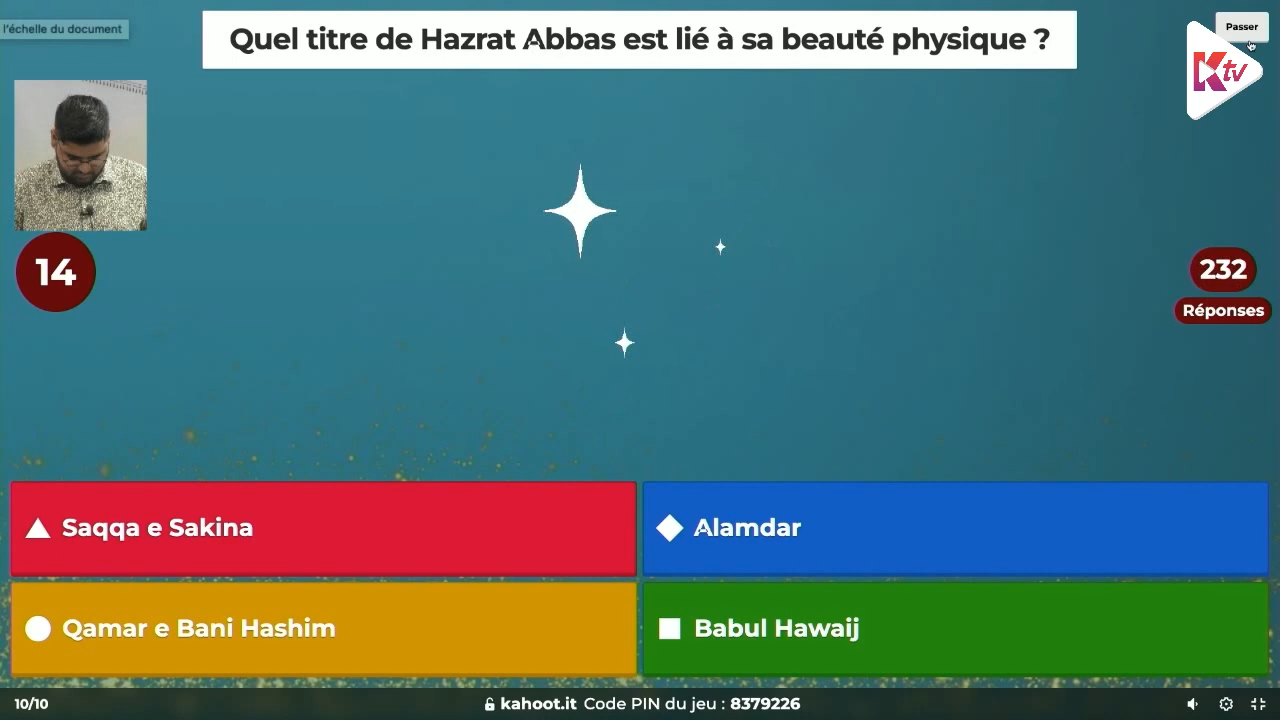 l'échelle du document
Quel titre de Hazrat Abbas est lié à sa beauté physique ?
Passer
Ktv
14
232
Réponses
Saqqa e Sakina
Alamdar
Qamar e Bani Hashim
Babul Hawaij
10/10
kahoot.it Code PIN du jeu : 8379226